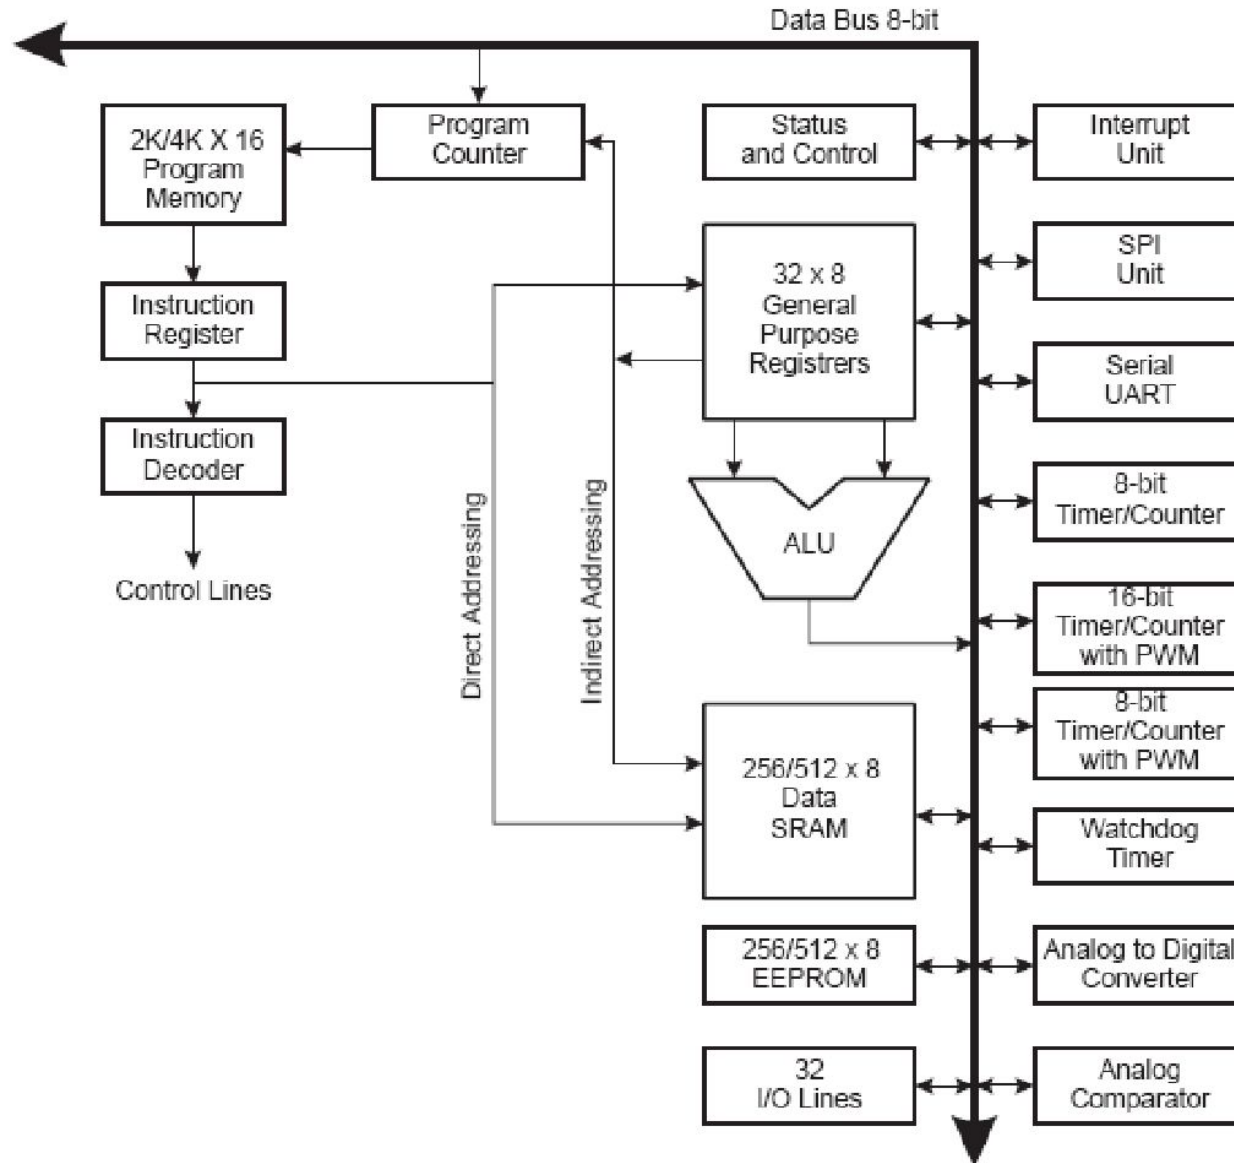 Data Bus 8-bit
2K/4K X 16
Program
Memory
Program
Counter
Status
and Control
Interrupt
Unit
Instruction
Register
32 x 8
General
Purpose
Registrers
SPI
Unit
Serial
UART
Instruction
Decoder
8-bit
Timer/Counter
ALU
Control Lines
Direct Addressing
Indirect Addressing
16-bit
Timer/Counter
with PWM
8-bit
Timer/Counter
with PWM
256/512 x 8
Data
SRAM
Watchdog
Timer
256/512 x 8
EEPROM
Analog to Digital
Converter
32
I/O Lines
Analog
Comparator